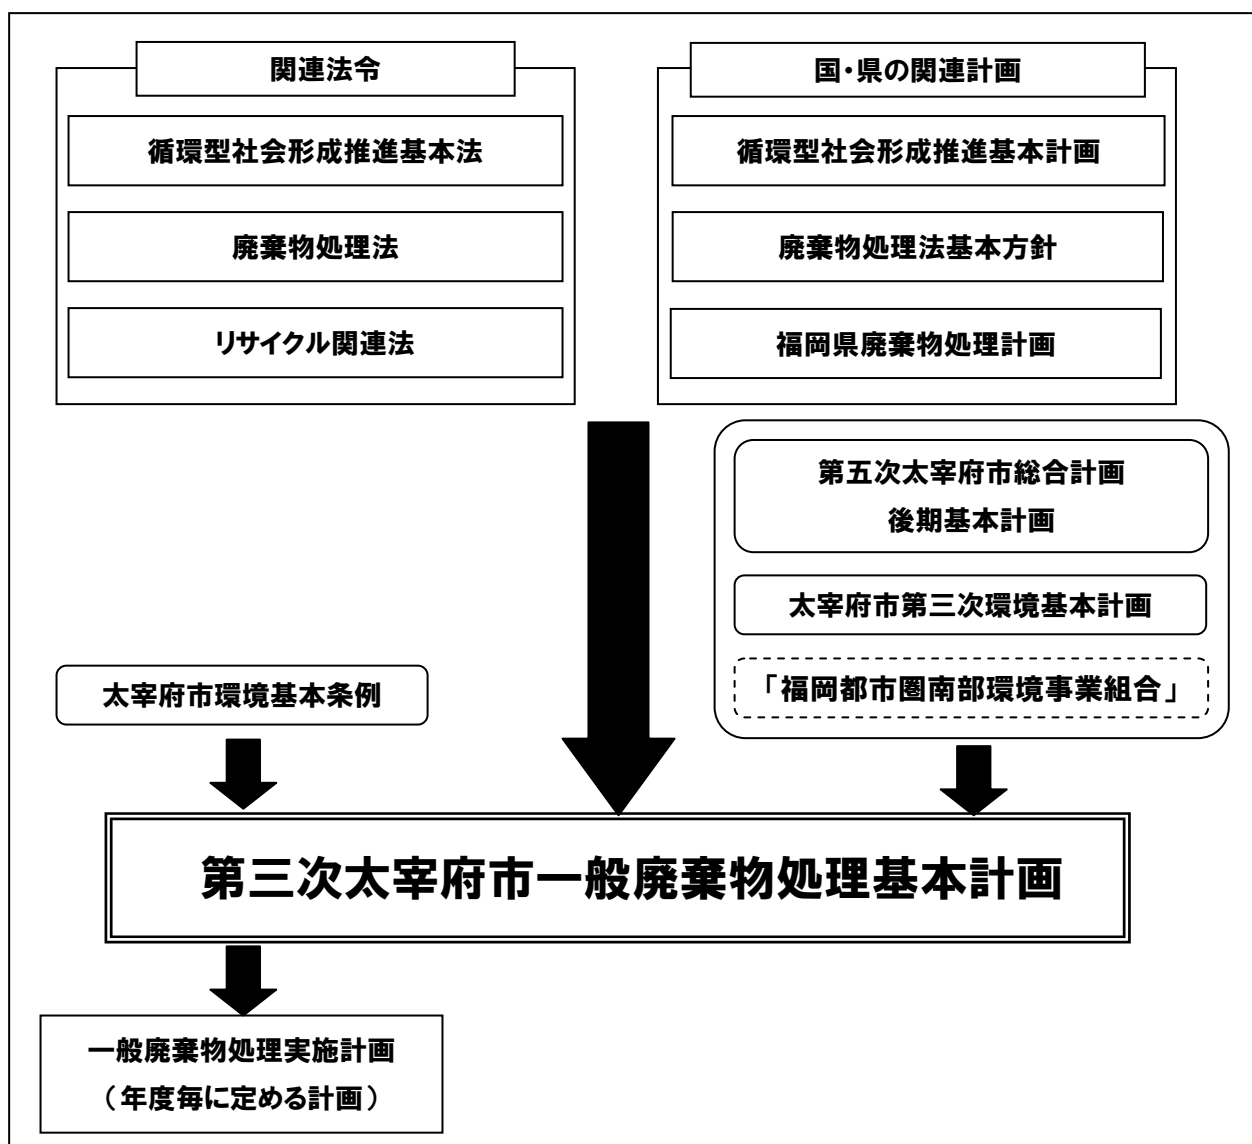 関連法令
循環型社会形成推進基本法
廃棄物処理法
リサイクル関連法
国・県の関連計画
循環型社会形成推進基本計画
廃棄物処理法基本方針
福岡県廃棄物処理計画
第五次太宰府市総合計画
後期基本計画
太宰府市第三次環境基本計画
「福岡都市圏南部環境事業組合」
太宰府市環境基本条例
第三次太宰府市一般廃棄物処理基本計画
一般廃棄物処理実施計画
（年度毎に定める計画）